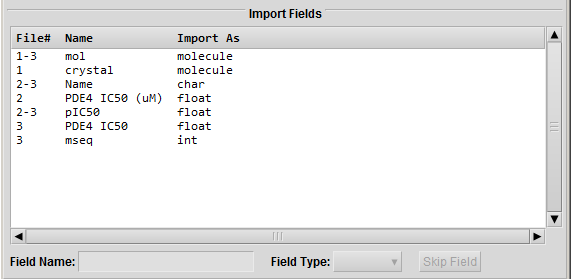 Import Fields
File# Name Import As
1-3 mol molecule
1 crystal molecule
2-3 Name char
2 PDE4 IC50 (uM) float
2-3 pIC50 float
3 PDE4 IC50 float
3 mseq int
Field Name: Field Type: Skip Field